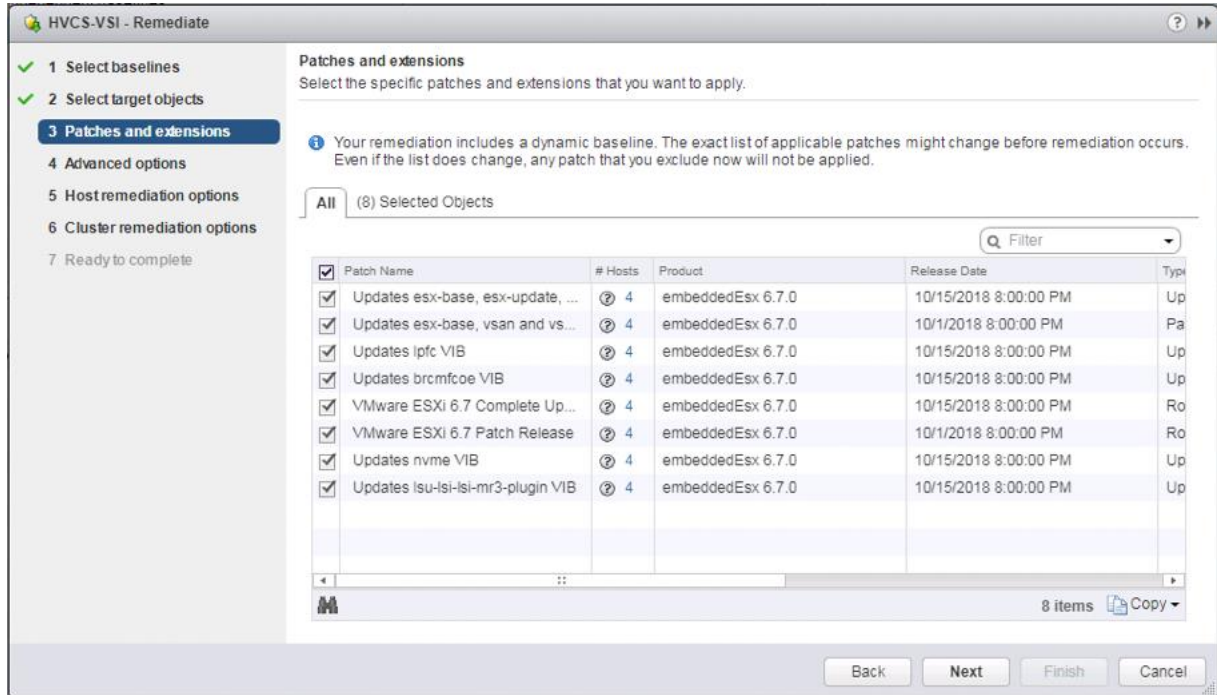 HVCS-VSI - Remediate
1 Select baselines
2 Select target objects
3 Patches and extensions
4 Advanced options
5 Host remediation options
6 Cluster remediation options
7 Ready to complete
Patches and extensions
Select the specific patches and extensions that you want to apply.
Your remediation includes a dynamic baseline. The exact list of applicable patches might change before remediation occurs.
Even if the list does change, any patch that you exclude now will not be applied.
All (8) Selected Objects
Filter
Patch Name # Hosts Product Release Date Type
Updates esx-base, esx-update, ... 4 embeddedEsx 6.7.0 10/15/2018 8:00:00 PM Up
Updates esx-base, vsan and vs... 4 embeddedEsx 6.7.0 10/1/2018 8:00:00 PM Pa
Updates lpfc VIB 4 embeddedEsx 6.7.0 10/15/2018 8:00:00 PM Up
Updates brcmfcoe VIB 4 embeddedEsx 6.7.0 10/15/2018 8:00:00 PM Up
VMware ESXi 6.7 Complete Up... 4 embeddedEsx 6.7.0 10/15/2018 8:00:00 PM Ro
VMware ESXi 6.7 Patch Release 4 embeddedEsx 6.7.0 10/1/2018 8:00:00 PM Ro
Updates nvme VIB 4 embeddedEsx 6.7.0 10/15/2018 8:00:00 PM Up
Updates lsu-lsi-lsi-mr3-plugin VIB 4 embeddedEsx 6.7.0 10/15/2018 8:00:00 PM Up
8 items Copy
Back Next Finish Cancel